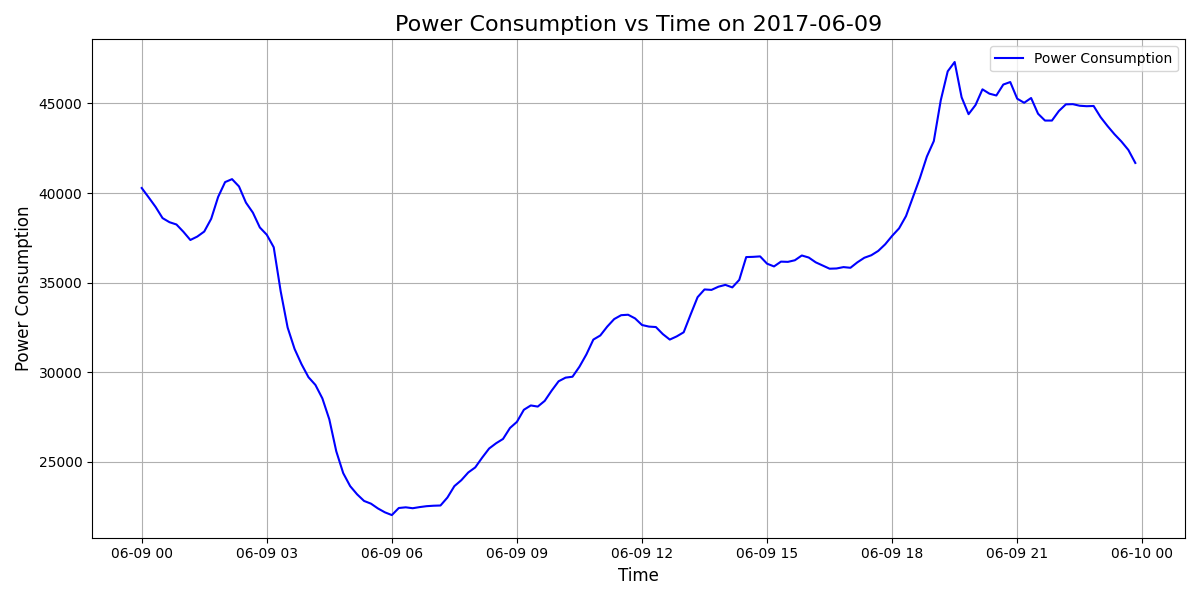 Power Consumption vs Time on 2017-06-09
Power Consumption
45000
40000
35000
30000
25000
Power Consumption
06-09 00 06-09 03 06-09 06 06-09 09 06-09 12 06-09 15 06-09 18 06-09 21 06-10 00
Time